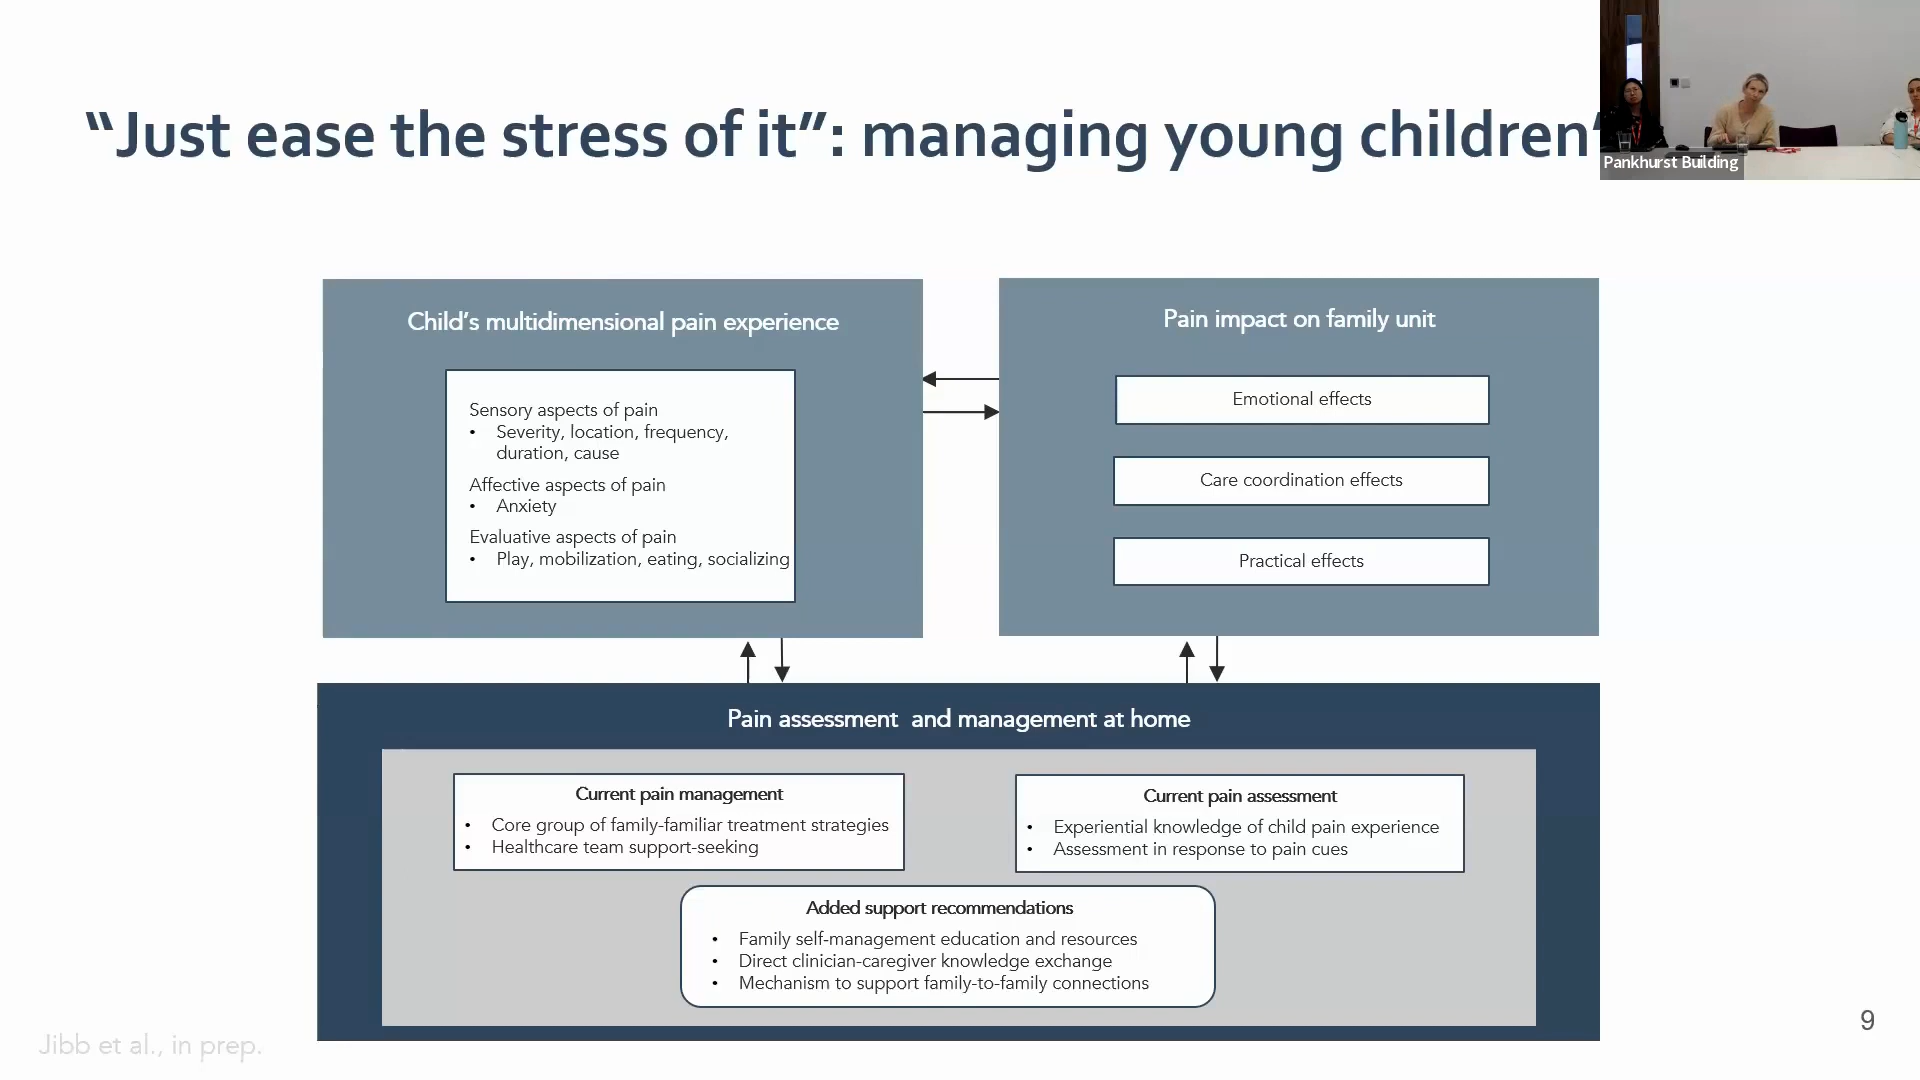 “Just ease the stress of it”: managing young children’
Pankhurst Building
Child’s multidimensional pain experience
Sensory aspects of pain
• Severity, location, frequency,
duration, cause
Affective aspects of pain
• Anxiety
Evaluative aspects of pain
• Play, mobilization, eating, socializing
Pain impact on family unit
Emotional effects
Care coordination effects
Practical effects
Pain assessment and management at home
Current pain management
• Core group of family-familiar treatment strategies
• Healthcare team support-seeking
Current pain assessment
• Experiential knowledge of child pain experience
• Assessment in response to pain cues
Added support recommendations
• Family self-management education and resources
• Direct clinician-caregiver knowledge exchange
• Mechanism to support family-to-family connections
Jibb et al., in prep.
9